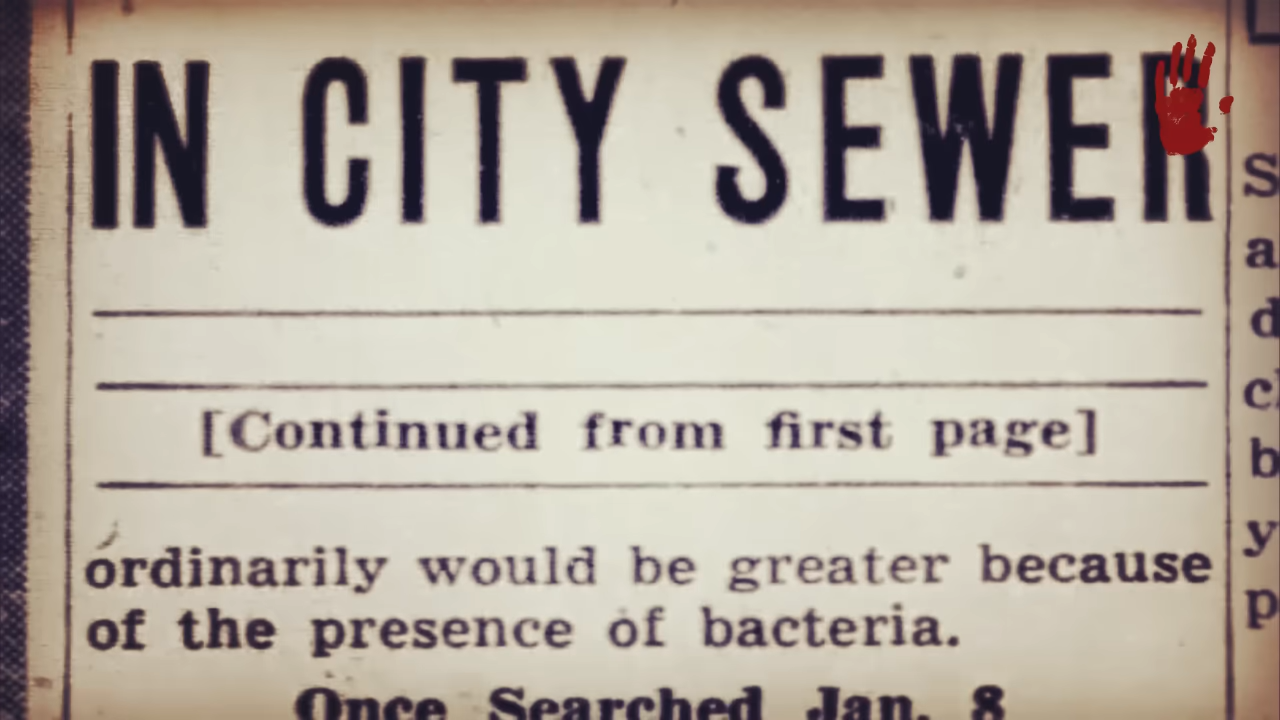 IN CITY SEWER
[Continued from first page]
ordinarily would be greater because
of the presence of bacteria.
Once Searched Jan. 8